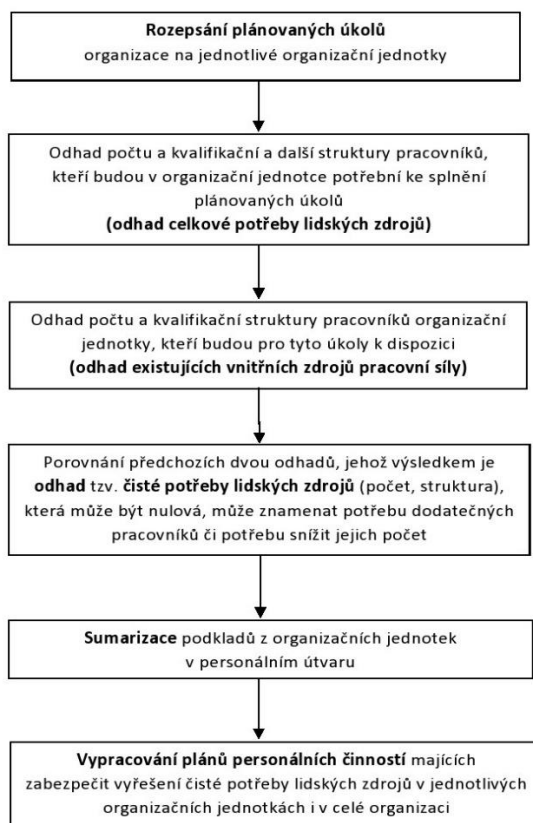 Rozepsání plánovaných úkolů
organizace na jednotlivé organizační jednotky
Odhad počtu a kvalifikační a další struktury pracovníků,
kteří budou v organizační jednotce potřební ke splnění
plánovaných úkolů
(odhad celkové potřeby lidských zdrojů)
Odhad počtu a kvalifikační struktury pracovníků organizační
jednotky, kteří budou pro tyto úkoly k dispozici
(odhad existujících vnitřních zdrojů pracovní síly)
Porovnání předchozích dvou odhadů, jehož výsledkem je
odhad tzv. čisté potřeby lidských zdrojů (počet, struktura),
která může být nulová, může znamenat potřebu dodatečných
pracovníků či potřebu snížit jejich počet
Sumarizace podkladů z organizačních jednotek
v personálním útvaru
Vypracování plánů personálních činností majících
zabezpečit vyřešení čisté potřeby lidských zdrojů v jednotlivých
organizačních jednotkách i v celé organizaci